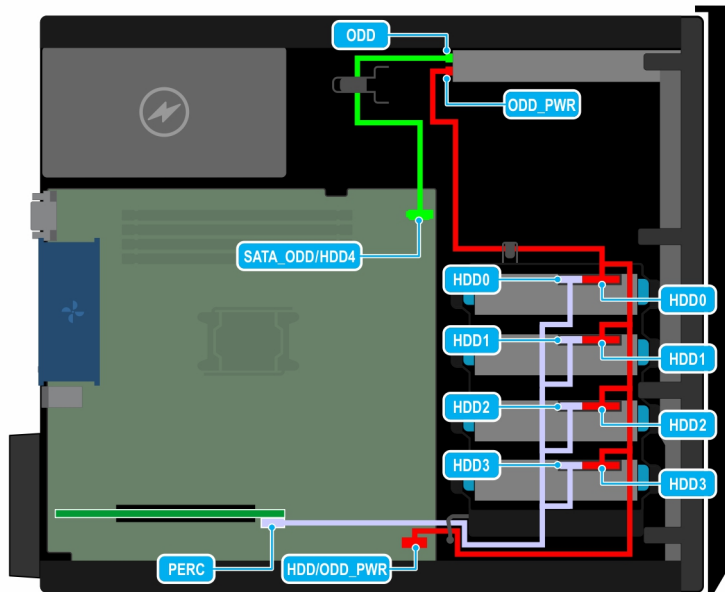 ODD
ODD_PWR
SATA_ODD/HDD4
HDD0
HDD0
HDD1
HDD1
HDD2
HDD2
HDD3
HDD3
PERC
HDD/ODD_PWR